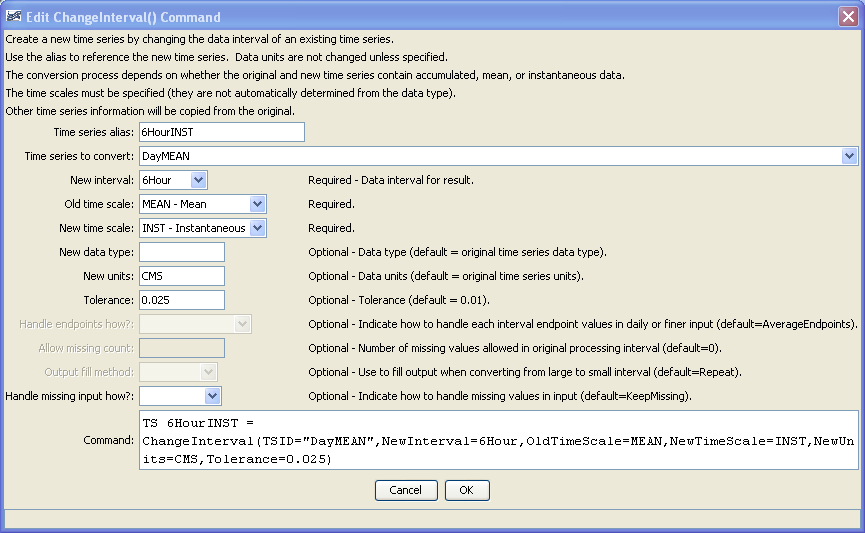 Edit ChangeInterval() Command
Create a new time series by changing the data interval of an existing time series.
Use the alias to reference the new time series.  Data units are not changed unless specified.
The conversion process depends on whether the original and new time series contain accumulated, mean, or instantaneous data.
The time scales must be specified (they are not automatically determined from the data type).
Other time series information will be copied from the original.
Time series alias: 6HourINST
Time series to convert: DayMEAN
New interval: 6Hour Required - Data interval for result.
Old time scale: MEAN - Mean Required.
New time scale: INST - Instantaneous Required.
New data type: Optional - Data type (default = original time series data type).
New units: CMS Optional - Data units (default = original time series units).
Tolerance: 0.025 Optional - Tolerance (default = 0.01).
Handle endpoints how?: Optional - Indicate how to handle each interval endpoint values in daily or finer input (default=AverageEndpoints).
Allow missing count: Optional - Number of missing values allowed in original processing interval (default=0).
Output fill method: Optional - Use to fill output when converting from large to small interval (default=Repeat).
Handle missing input how?: Optional - Indicate how to handle missing values in input (default=KeepMissing).
Command: TS 6HourINST =
ChangeInterval(TSID="DayMEAN",NewInterval=6Hour,OldTimeScale=MEAN,NewTimeScale=INST,NewUn
its=CMS,Tolerance=0.025)
Cancel OK